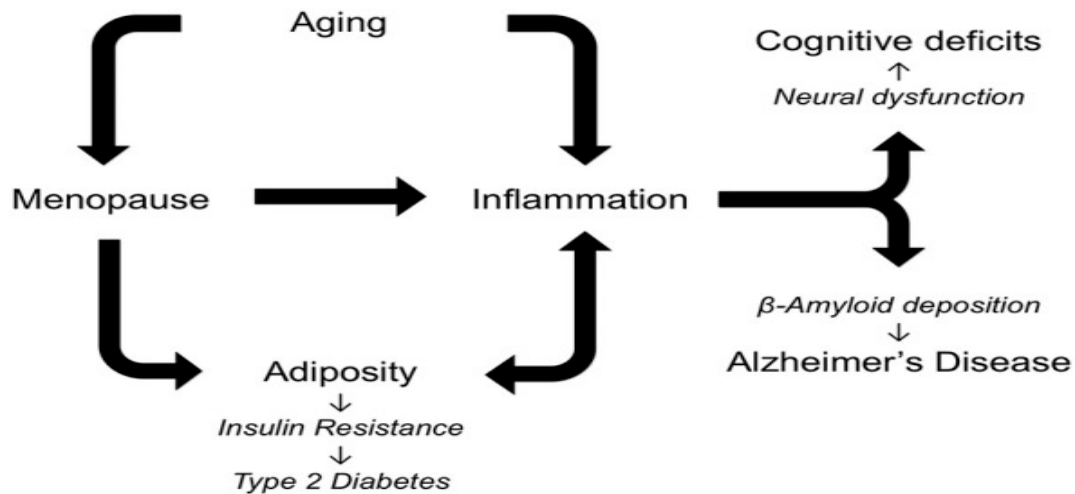 Aging
Cognitive deficits
↑
Neural dysfunction
Menopause
Inflammation
β-Amyloid deposition
↓
Alzheimer’s Disease
Adiposity
↓
Insulin Resistance
↓
Type 2 Diabetes